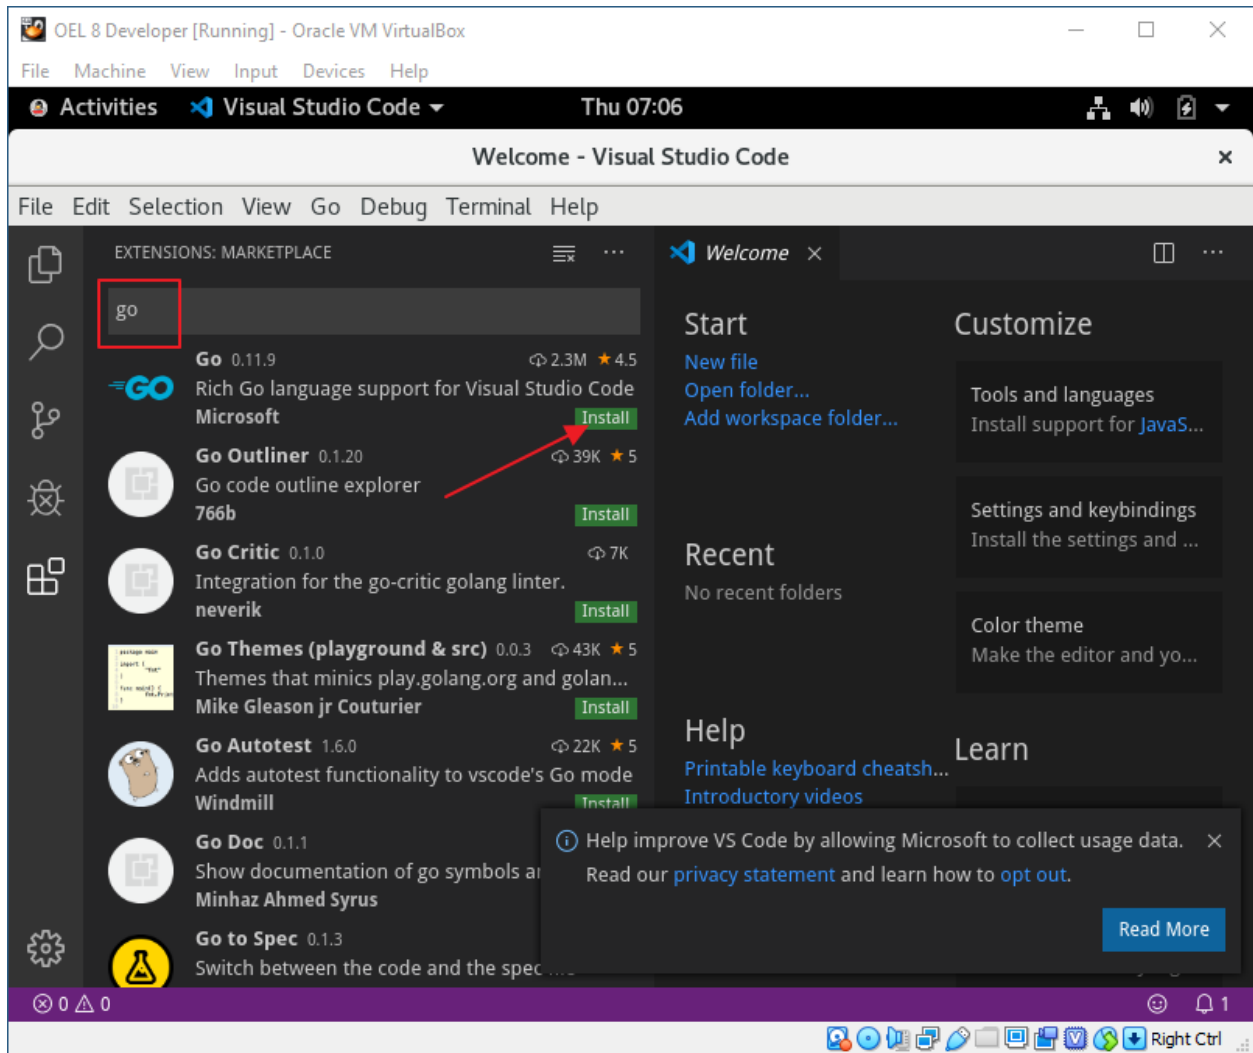 OEL 8 Developer [Running] - Oracle VM VirtualBox
File Machine View Input Devices Help
Activities Visual Studio Code Thu 07:06
Welcome - Visual Studio Code
File Edit Selection View Go Debug Terminal Help
EXTENSIONS: MARKETPLACE
go
GO
Go 0.11.9 2.3M 4.5
Rich Go language support for Visual Studio Code
Microsoft Install
Go Outliner 0.1.20 39K 5
Go code outline explorer
766b Install
Go Critic 0.1.0 7K
Integration for the go-critic golang linter.
neverik Install
Go Themes (playground & src) 0.0.3 43K 5
Themes that minics play.golang.org and golan...
Mike Gleason jr Couturier Install
Go Autotest 1.6.0 22K 5
Adds autotest functionality to vscode's Go mode
Windmill Install
Go Doc 0.1.1
Show documentation of go symbols
Minhaz Ahmed Syrus
Go to Spec 0.1.3
Switch between the code and the spec
Welcome
Start
New file
Open folder...
Add workspace folder...
Recent
No recent folders
Help
Printable keyboard cheatsh...
Introductory videos
Customize
Tools and languages
Install support for JavaS...
Settings and keybindings
Install the settings and ...
Color theme
Make the editor and yo...
Learn
Help improve VS Code by allowing Microsoft to collect usage data.
Read our privacy statement and learn how to opt out.
Read More
0 0 1
Right Ctrl